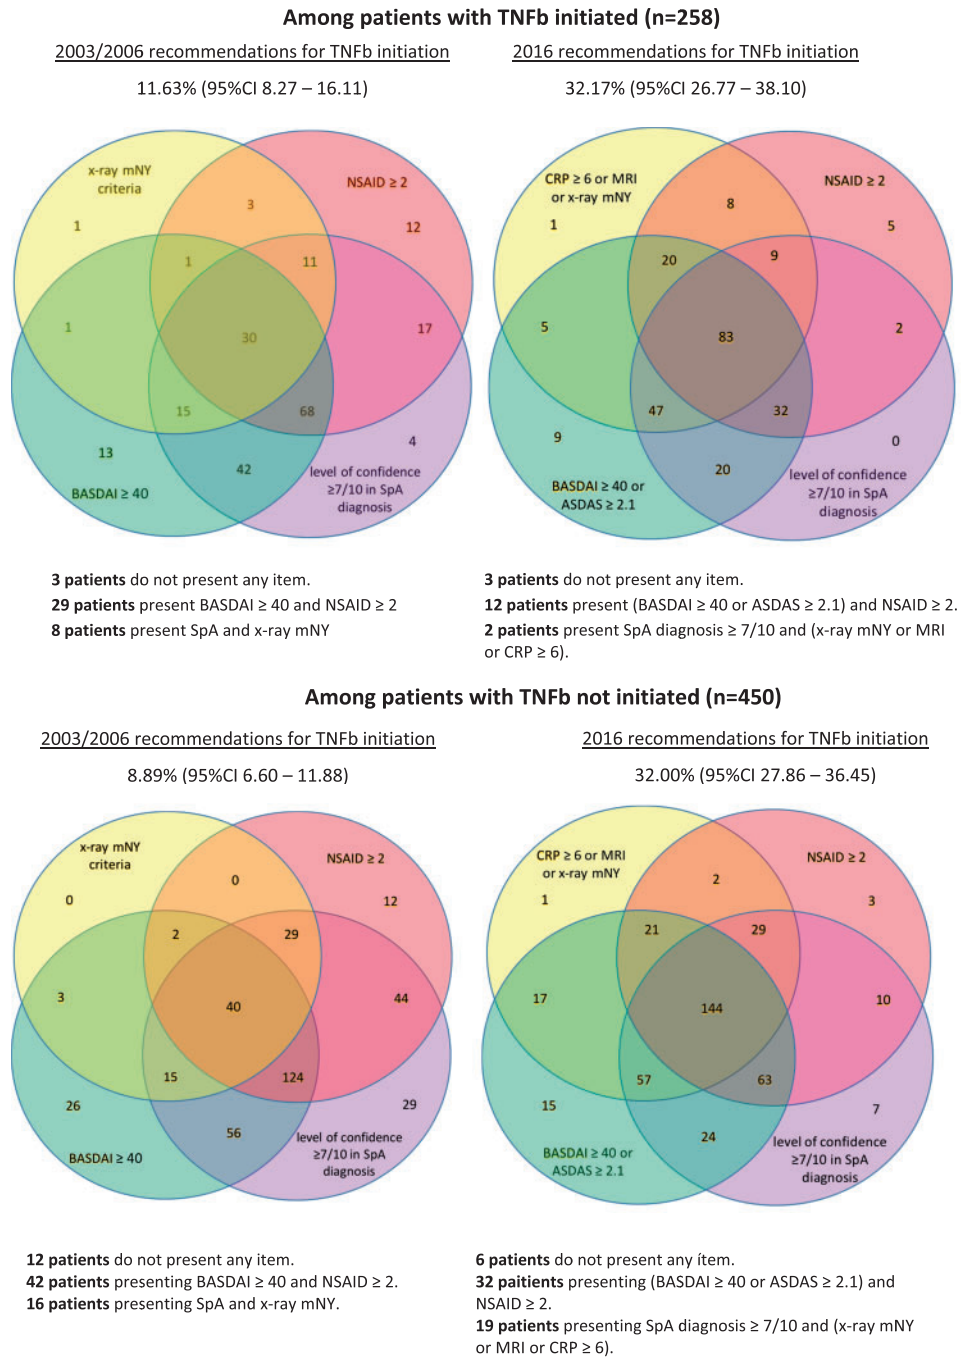 Among patients with TNFb initiated (n=258)
2003/2006 recommendations for TNFb initiation
11.63% (95%CI 8.27 – 16.11)
x-ray mNY
criteria
NSAID ≥ 2
3
1
12
1
11
1
30
17
15
68
13
42
4
BASDAI ≥ 40
level of confidence
≥7/10 in SpA
diagnosis
3 patients do not present any item.
29 patients present BASDAI ≥ 40 and NSAID ≥ 2
8 patients present SpA and x-ray mNY
2016 recommendations for TNFb initiation
32.17% (95%CI 26.77 – 38.10)
CRP ≥ 6 or MRI
or x-ray mNY
NSAID ≥ 2
8
1
5
20
9
5
83
2
47
32
9
20
0
BASDAI ≥ 40 or
ASDAS ≥ 2.1
level of confidence
≥7/10 in SpA
diagnosis
3 patients do not present any item.
12 patients present (BASDAI ≥ 40 or ASDAS ≥ 2.1) and NSAID ≥ 2.
2 patients present SpA diagnosis ≥ 7/10 and (x-ray mNY or MRI
or CRP ≥ 6).
Among patients with TNFb not initiated (n=450)
2003/2006 recommendations for TNFb initiation
8.89% (95%CI 6.60 – 11.88)
x-ray mNY
criteria
NSAID ≥ 2
0
0
12
2
29
3
40
44
15
124
26
56
29
BASDAI ≥ 40
level of confidence
≥7/10 in SpA
diagnosis
12 patients do not present any item.
42 patients presenting BASDAI ≥ 40 and NSAID ≥ 2.
16 patients presenting SpA and x-ray mNY.
2016 recommendations for TNFb initiation
32.00% (95%CI 27.86 – 36.45)
CRP ≥ 6 or MRI
or x-ray mNY
NSAID ≥ 2
2
1
3
21
29
17
144
10
57
63
15
24
7
BASDAI ≥ 40 or
ASDAS ≥ 2.1
level of confidence
≥7/10 in SpA
diagnosis
6 patients do not present any ítem.
32 patients presenting (BASDAI ≥ 40 or ASDAS ≥ 2.1) and
NSAID ≥ 2.
19 patients presenting SpA diagnosis ≥ 7/10 and (x-ray mNY
or MRI or CRP ≥ 6).